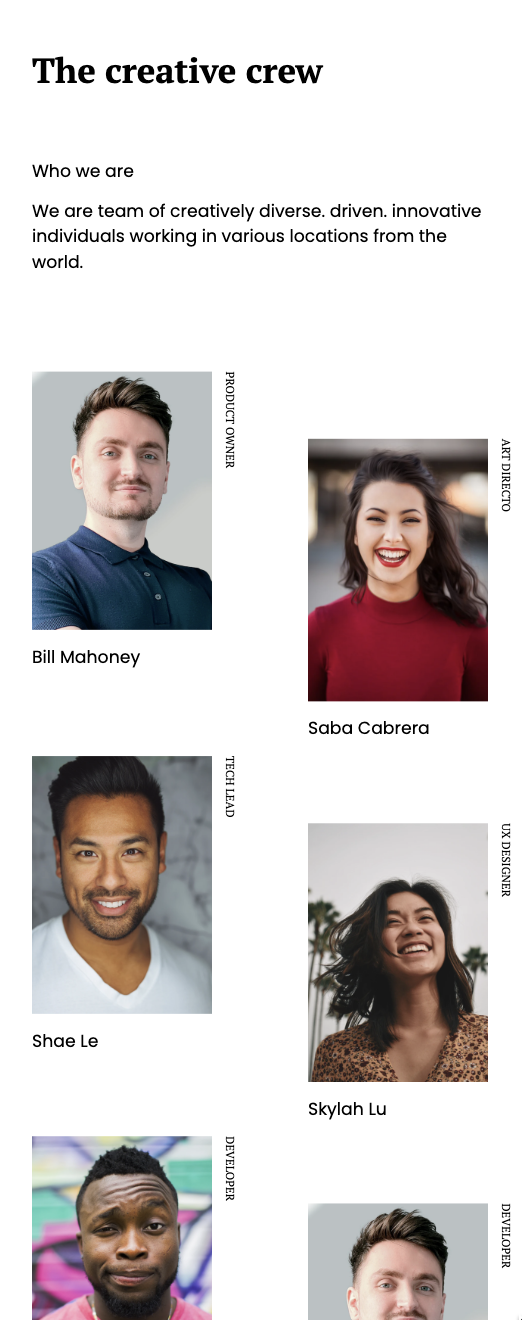 The creative crew
Who we are
We are team of creatively diverse. driven. innovative
individuals working in various locations from the
world.
PRODUCT OWNER
Bill Mahoney
ART DIRECTO
Saba Cabrera
TECH LEAD
Shae Le
UX DESIGNER
Skylah Lu
DEVELOPER
DEVELOPER